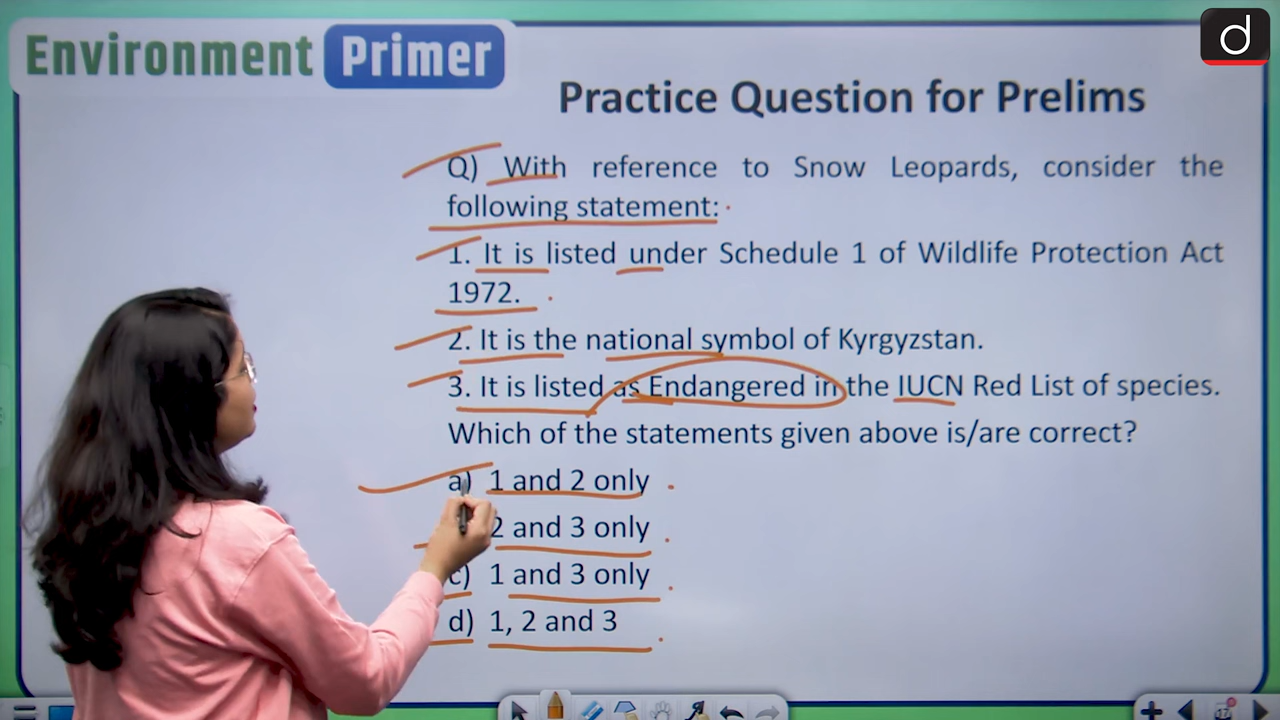 Environment Primer
d
Practice Question for Prelims
Q) With reference to Snow Leopards, consider the
following statement:
1. It is listed under Schedule 1 of Wildlife Protection Act
1972.
2. It is the national symbol of Kyrgyzstan.
3. It is listed as Endangered in the IUCN Red List of species.
Which of the statements given above is/are correct?
a) 1 and 2 only
2 and 3 only
c) 1 and 3 only
d) 1, 2 and 3
17